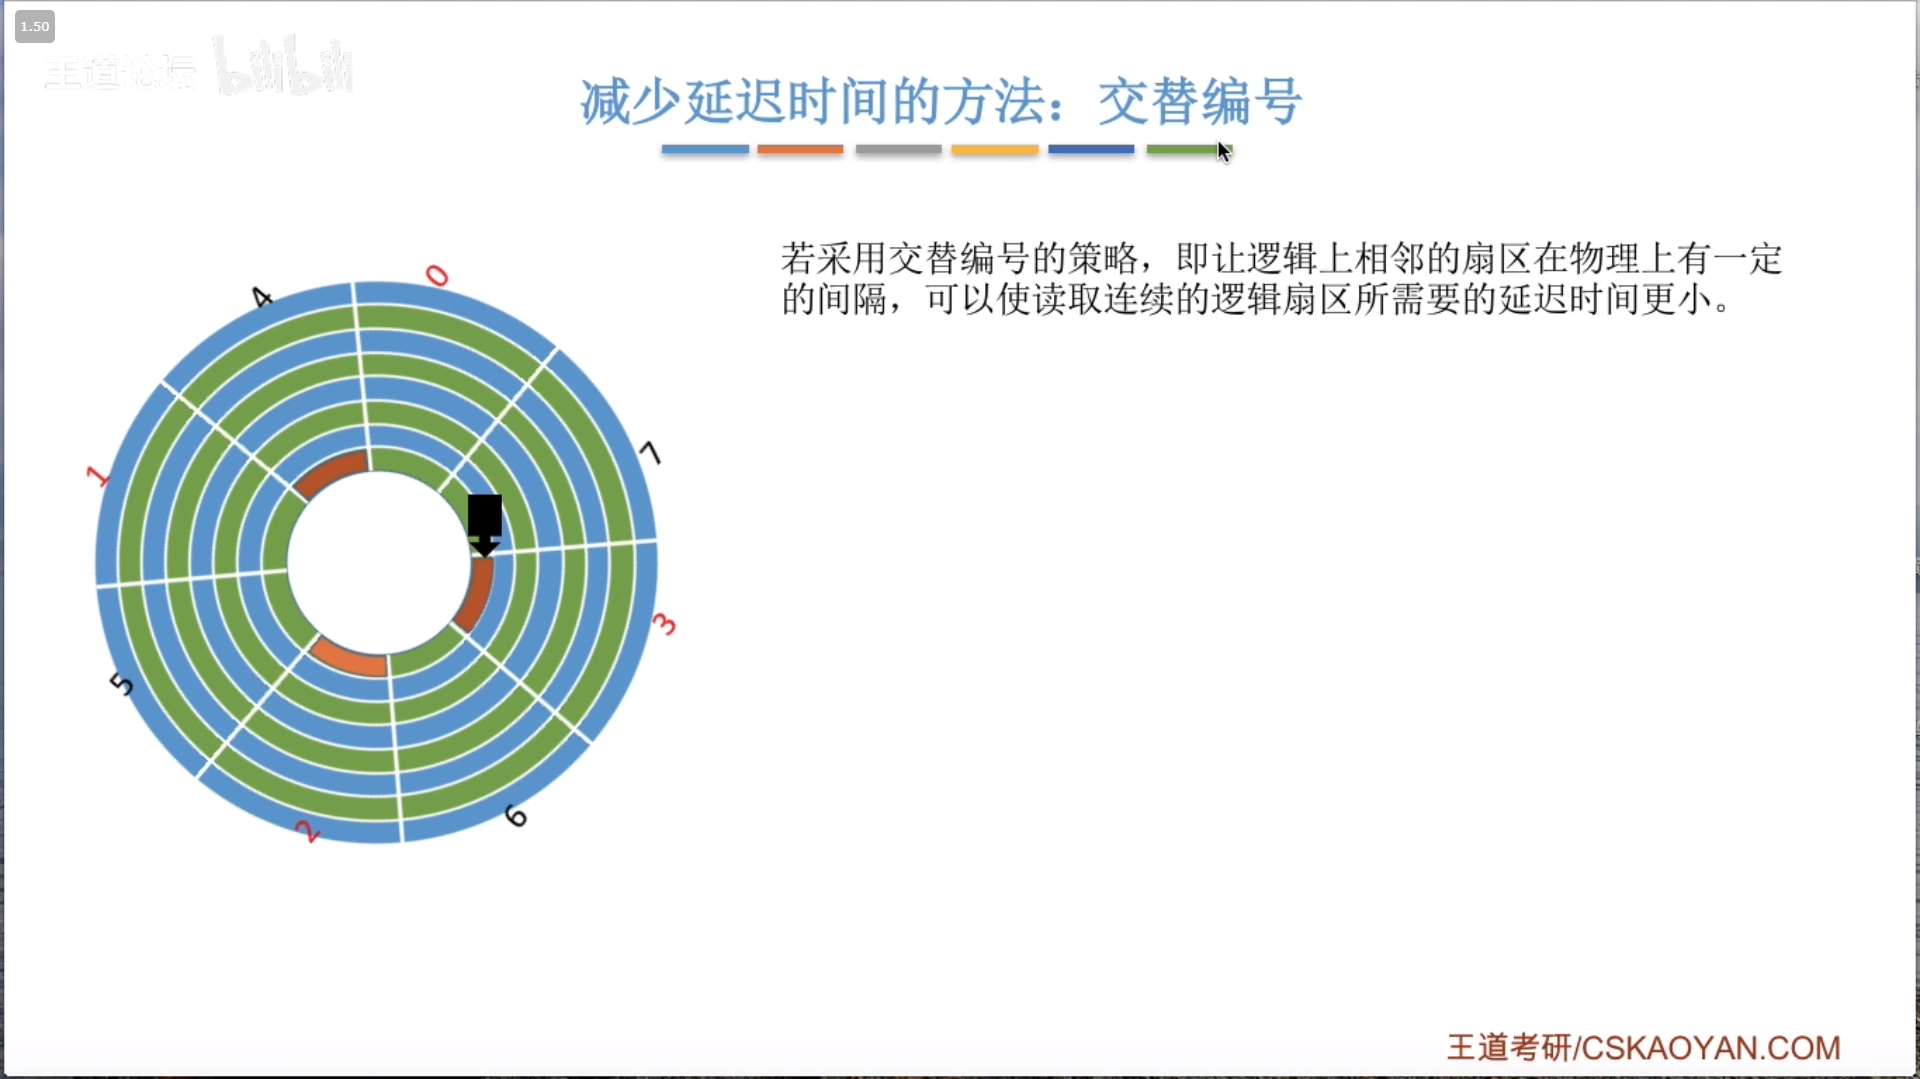 1.50
王道论坛 bilibili
减少延迟时间的方法：交替编号
若采用交替编号的策略，即让逻辑上相邻的扇区在物理上有一定
的间隔，可以使读取连续的逻辑扇区所需要的延迟时间更小。
0
4
7
1
3
5
6
2
王道考研/CSKAOYAN.COM